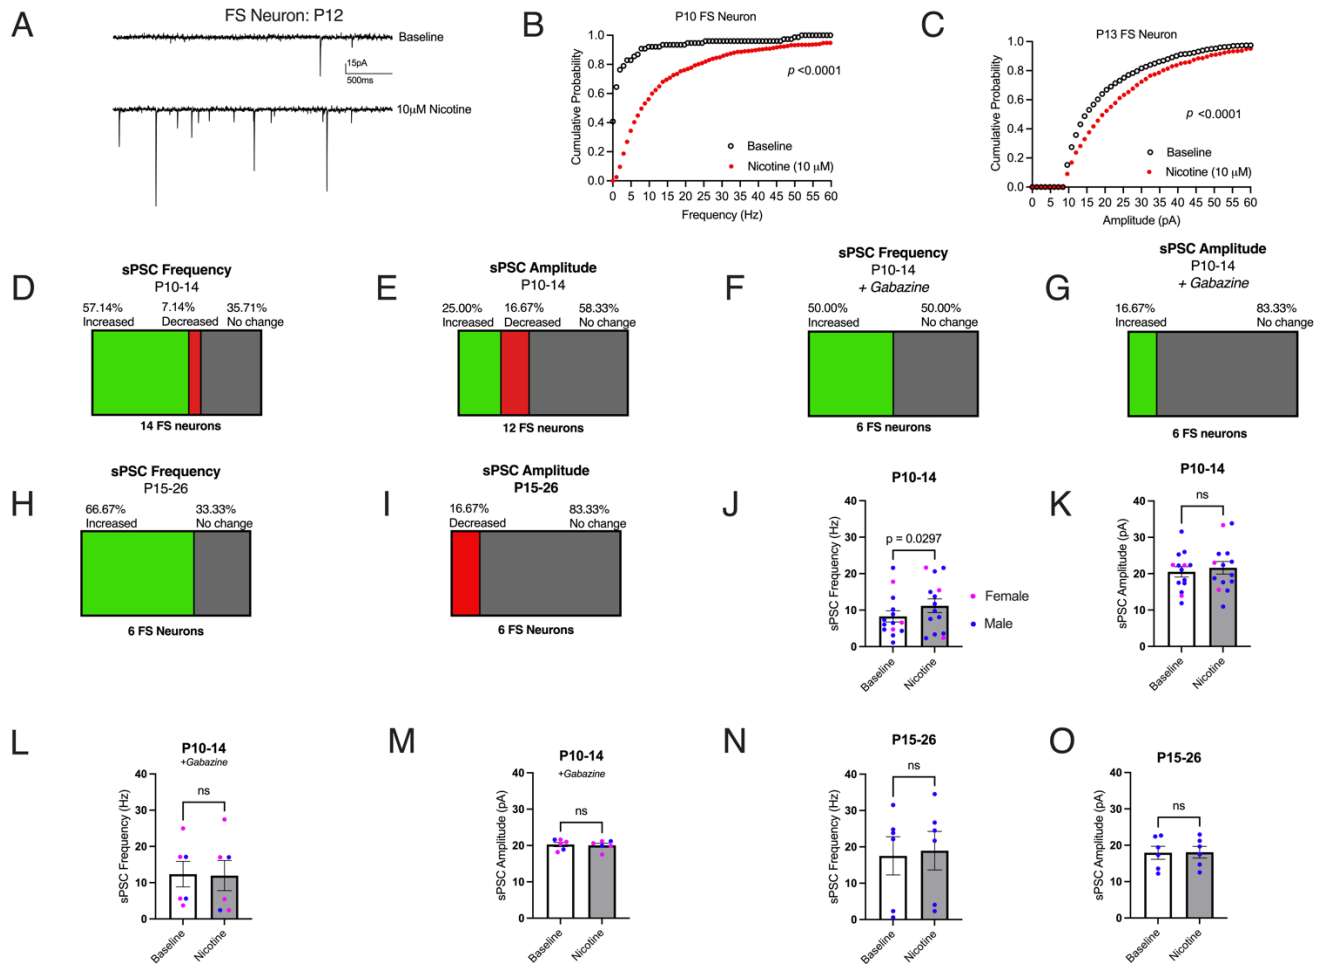 A
FS Neuron: P12
Baseline
15pA
500ms
10μM Nicotine
B
P10 FS Neuron
Cumulative Probability
1.0
0.8
0.6
0.4
0.2
0.0
p <0.0001
Baseline
Nicotine (10 μM)
0 5 10 15 20 25 30 35 40 45 50 55 60
Frequency (Hz)
C
P13 FS Neuron
Cumulative Probability
1.0
0.8
0.6
0.4
0.2
0.0
p <0.0001
Baseline
Nicotine (10 μM)
0 5 10 15 20 25 30 35 40 45 50 55 60
Amplitude (pA)
D
sPSC Frequency
P10-14
57.14% 7.14% 35.71%
Increased Decreased No change
14 FS neurons
E
sPSC Amplitude
P10-14
25.00% 16.67% 58.33%
Increased Decreased No change
12 FS neurons
F
sPSC Frequency
P10-14
+ Gabazine
50.00% 50.00%
Increased No change
6 FS neurons
G
sPSC Amplitude
P10-14
+ Gabazine
16.67% 83.33%
Increased No change
6 FS neurons
H
sPSC Frequency
P15-26
66.67% 33.33%
Increased No change
6 FS Neurons
I
sPSC Amplitude
P15-26
16.67% 83.33%
Decreased No change
6 FS Neurons
J
P10-14
sPSC Frequency (Hz)
40
30
20
10
0
p = 0.0297
Baseline
Nicotine
Female
Male
K
P10-14
sPSC Amplitude (pA)
40
30
20
10
0
ns
Baseline
Nicotine
L
P10-14
+Gabazine
sPSC Frequency (Hz)
40
30
20
10
0
ns
Baseline
Nicotine
M
P10-14
+Gabazine
sPSC Amplitude (pA)
40
30
20
10
0
ns
Baseline
Nicotine
N
P15-26
sPSC Frequency (Hz)
40
30
20
10
0
ns
Baseline
Nicotine
O
P15-26
sPSC Amplitude (pA)
40
30
20
10
0
ns
Baseline
Nicotine